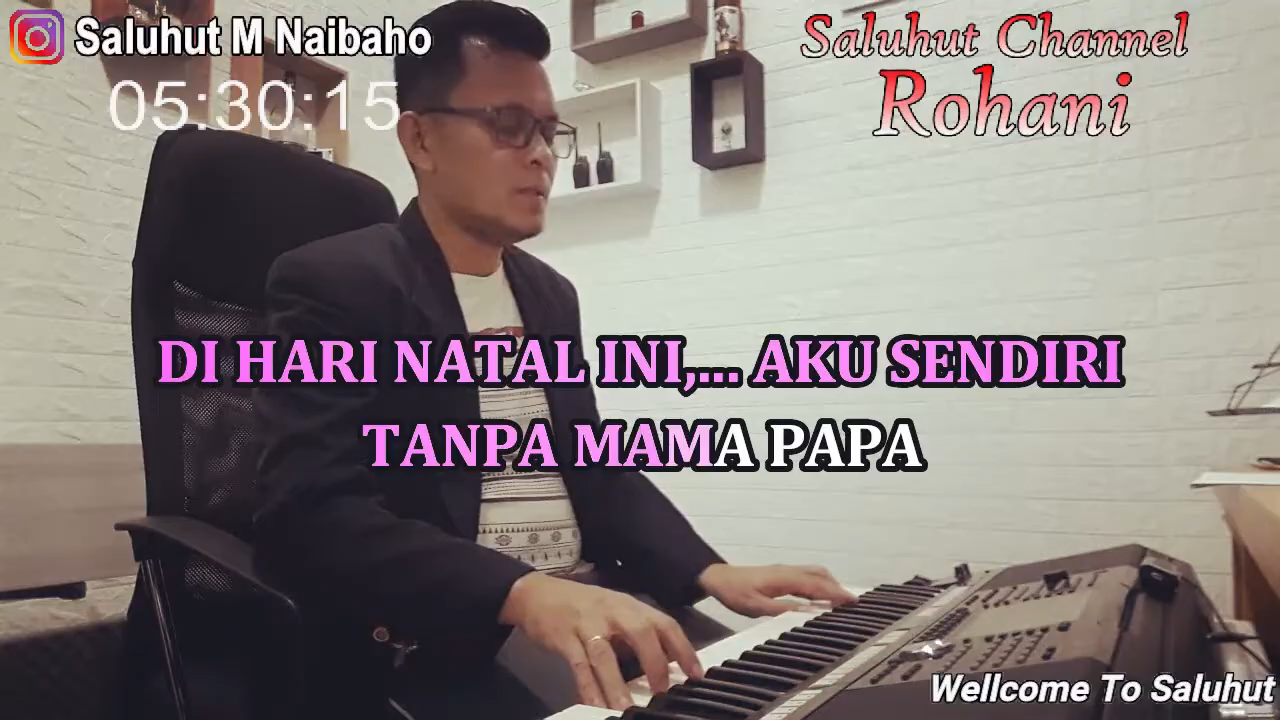 Saluhut M Naibaho
Saluhut Channel
05:30:15
Rohani
DI HARI NATAL INI,... AKU SENDIRI
TANPA MAMA PAPA
Wellcome To Saluhut